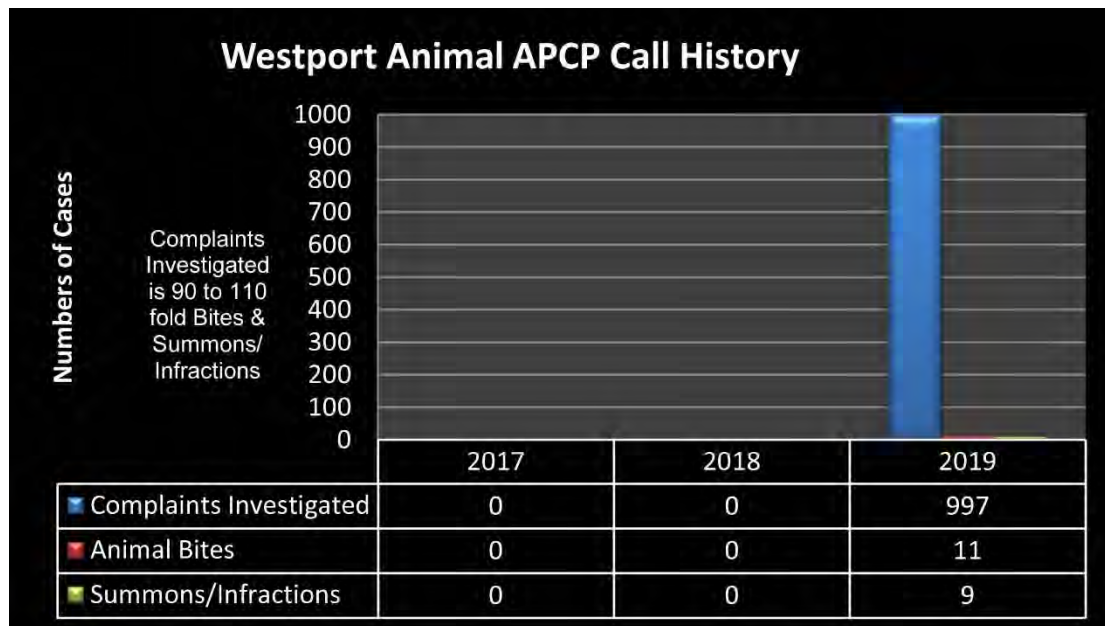 Westport Animal APCP Call History
Numbers of Cases
Complaints
Investigated
is 90 to 110
fold Bites &
Summons/
Infractions
1000
900
800
700
600
500
400
300
200
100
0
2017 2018 2019
Complaints Investigated 0 0 997
Animal Bites 0 0 11
Summons/Infractions 0 0 9